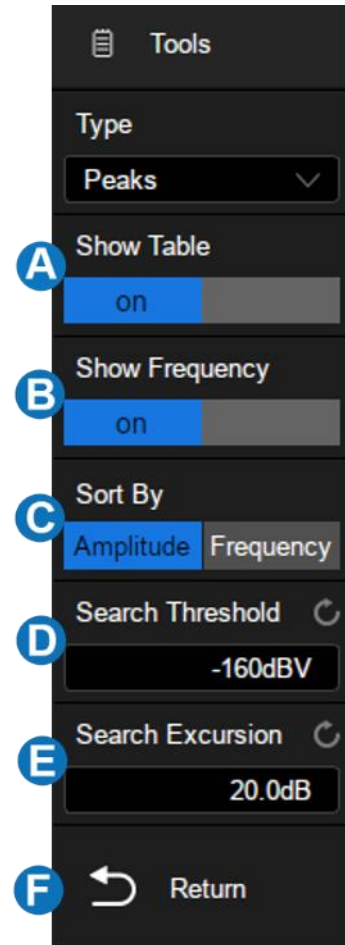 Tools
Type
Peaks
A
Show Table
on
B
Show Frequency
on
C
Sort By
Amplitude Frequency
D
Search Threshold
-160dBV
E
Search Excursion
20.0dB
F
Return